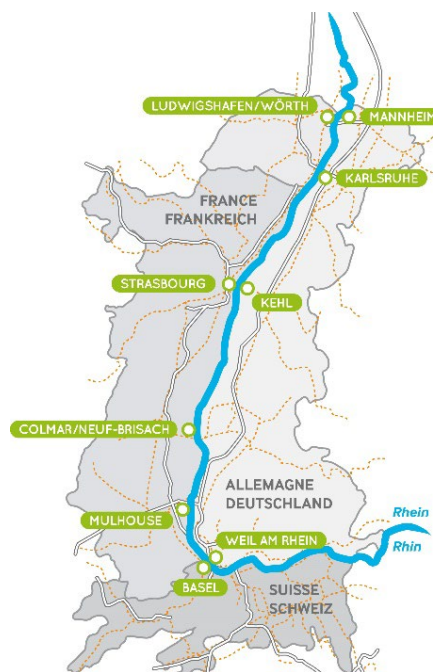 LUDWIGSHAFEN/WÖRTH
MANNHEIM
KARLSRUHE
FRANCE
FRANKREICH
STRASBOURG
KEHL
COLMAR/NEUF-BRISACH
ALLEMAGNE
DEUTSCHLAND
MULHOUSE
Rhein
Rhin
WEIL AM RHEIN
BASEL
SUISSE
SCHWEIZ